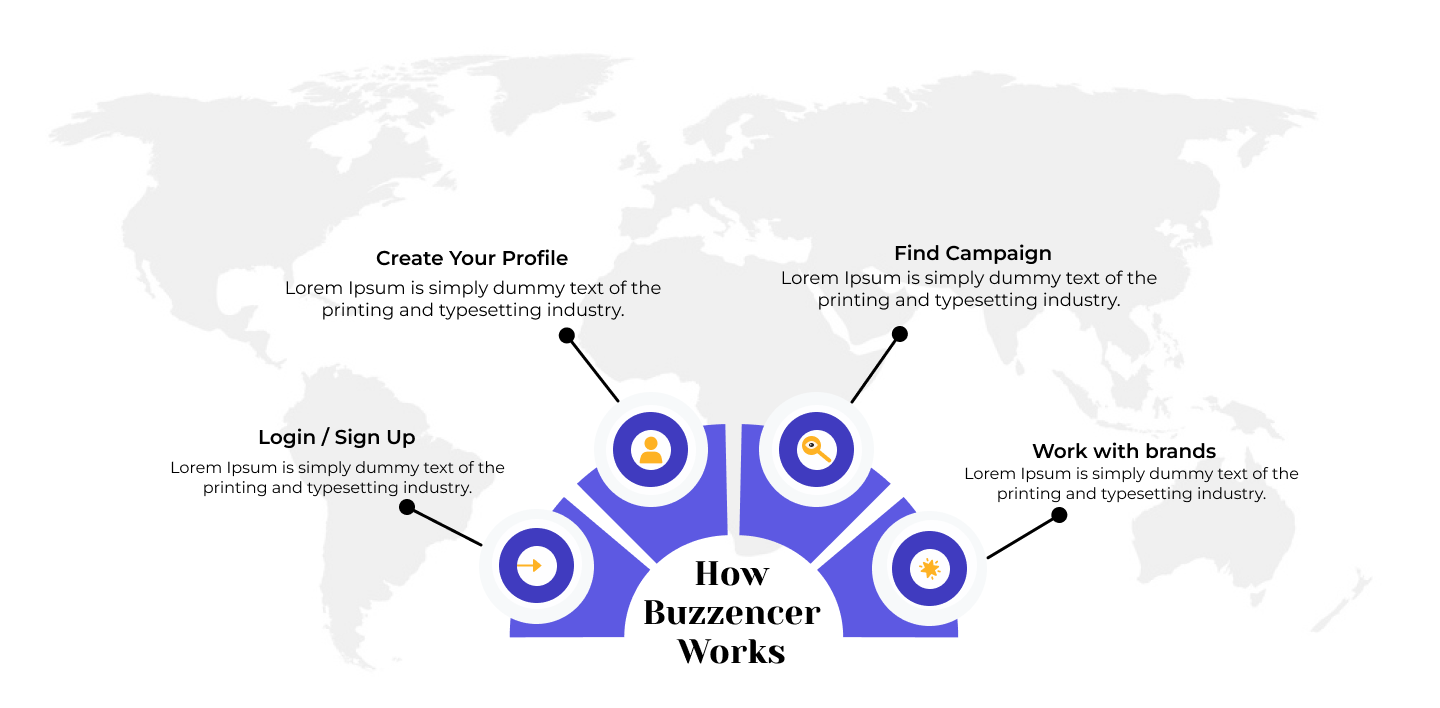 Create Your Profile
Lorem Ipsum is simply dummy text of the
printing and typesetting industry.
Find Campaign
Lorem Ipsum is simply dummy text of the
printing and typesetting industry.
Login / Sign Up
Lorem Ipsum is simply dummy text of the
printing and typesetting industry.
Work with brands
Lorem Ipsum is simply dummy text of the
printing and typesetting industry.
How
Buzzencer
Works